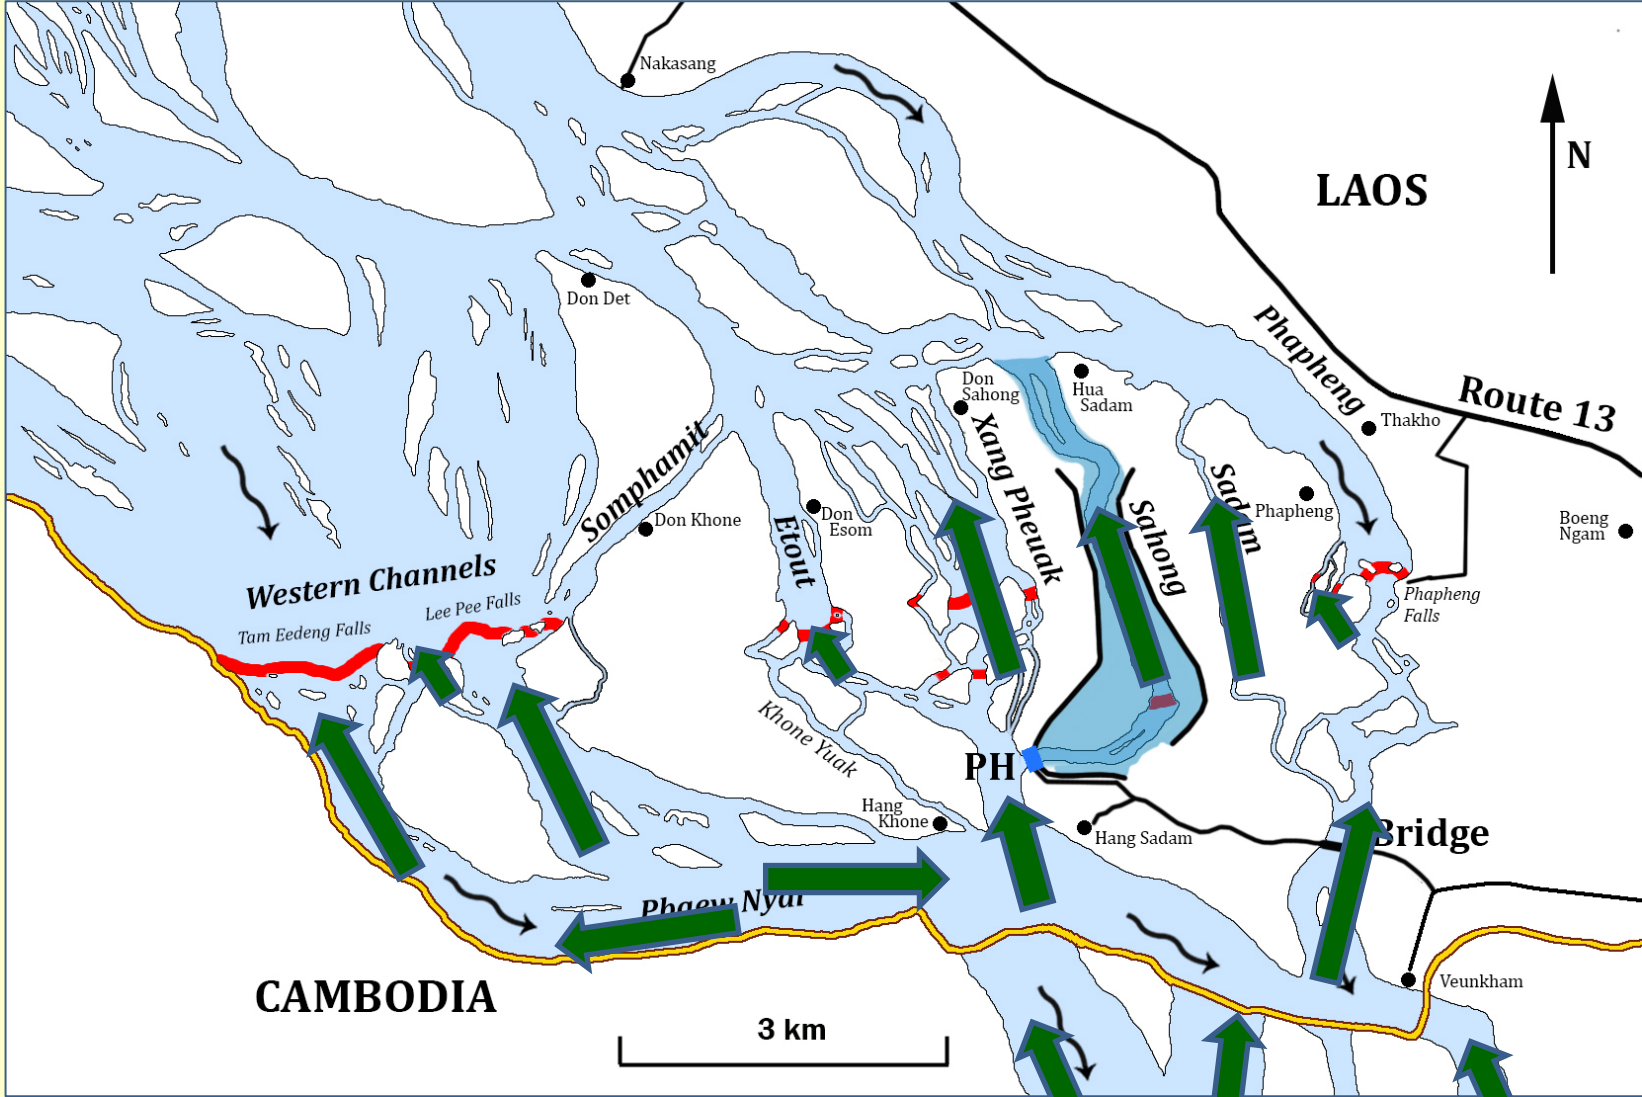 Nakasang
N
LAOS
Don Det
Phapheng
Route 13
Thakho
Don
Sahong
Hua
Sadam
Xang Pheuak
Somphamit
Don Khone
Don
Esom
Etout
Sahong
Phapheng
Boeng
Ngam
Western Channels
Lee Pee Falls
Tam Eedeng Falls
Phapheng
Falls
Khone Yuak
PH
Hang
Khone
Hang Sadam
Bridge
Veunkham
CAMBODIA
3 km